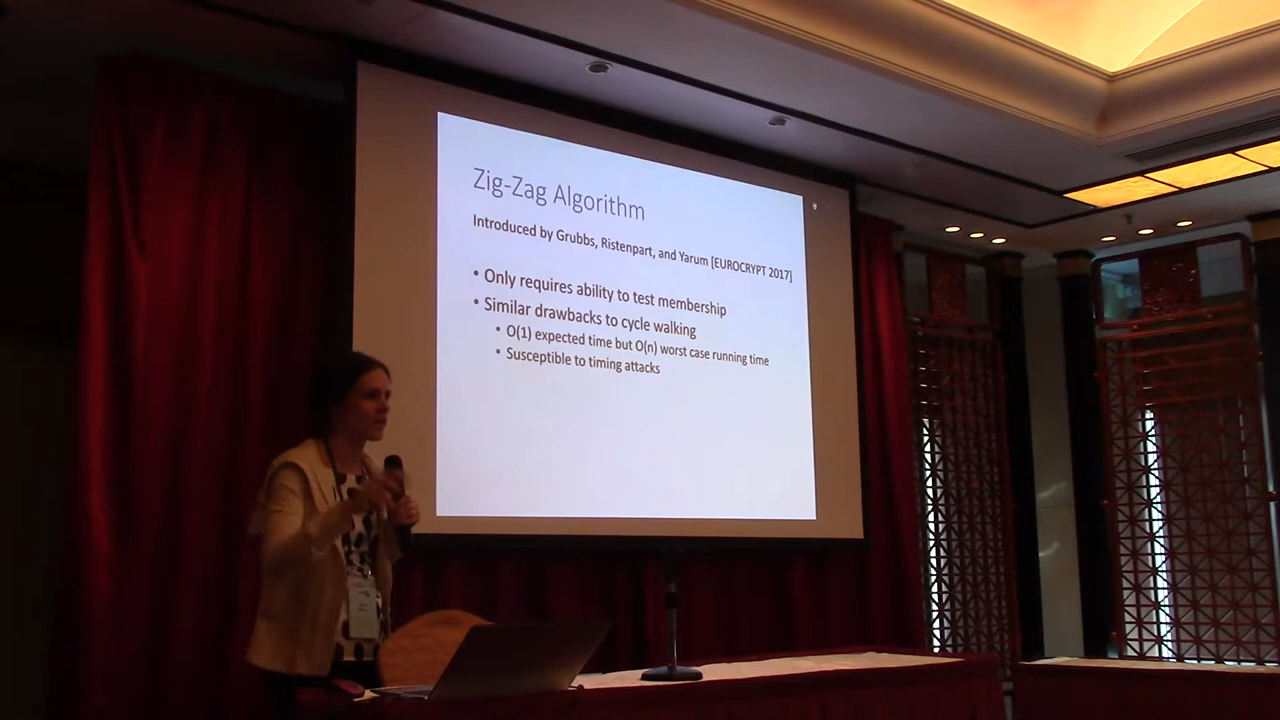 Zig-Zag Algorithm
Introduced by Grubbs, Ristenpart, and Yarum [EUROCRYPT 2017]
• Only requires ability to test membership
• Similar drawbacks to cycle walking
• O(1) expected time but O(n) worst case running time
• Susceptible to timing attacks